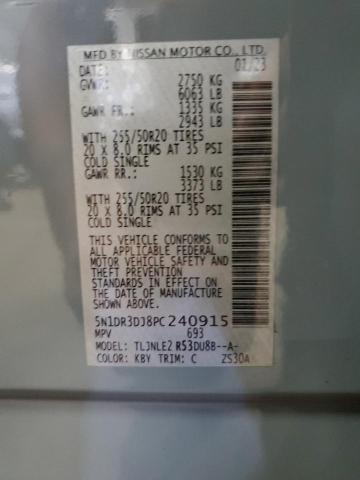 MFD BY NISSAN MOTOR CO., LTD.
DATE: 01/23
GVWR: 2750 KG
6063 LB
GAWR FR.: 1335 KG
2943 LB
WITH 255/50R20 TIRES
20 X 8.0 RIMS AT 35 PSI
COLD SINGLE
GAWR RR.: 1530 KG
3373 LB
WITH 255/50R20 TIRES
20 X 8.0 RIMS AT 35 PSI
COLD SINGLE
THIS VEHICLE CONFORMS TO
ALL APPLICABLE FEDERAL
MOTOR VEHICLE SAFETY AND
THEFT PREVENTION
STANDARDS IN EFFECT ON
THE DATE OF MANUFACTURE
SHOWN ABOVE.
5N1DR3DJ8PC240915
MPV 693
MODEL: TLJNLE2 R53DU8B--A-
COLOR: KBY TRIM: C ZS30A